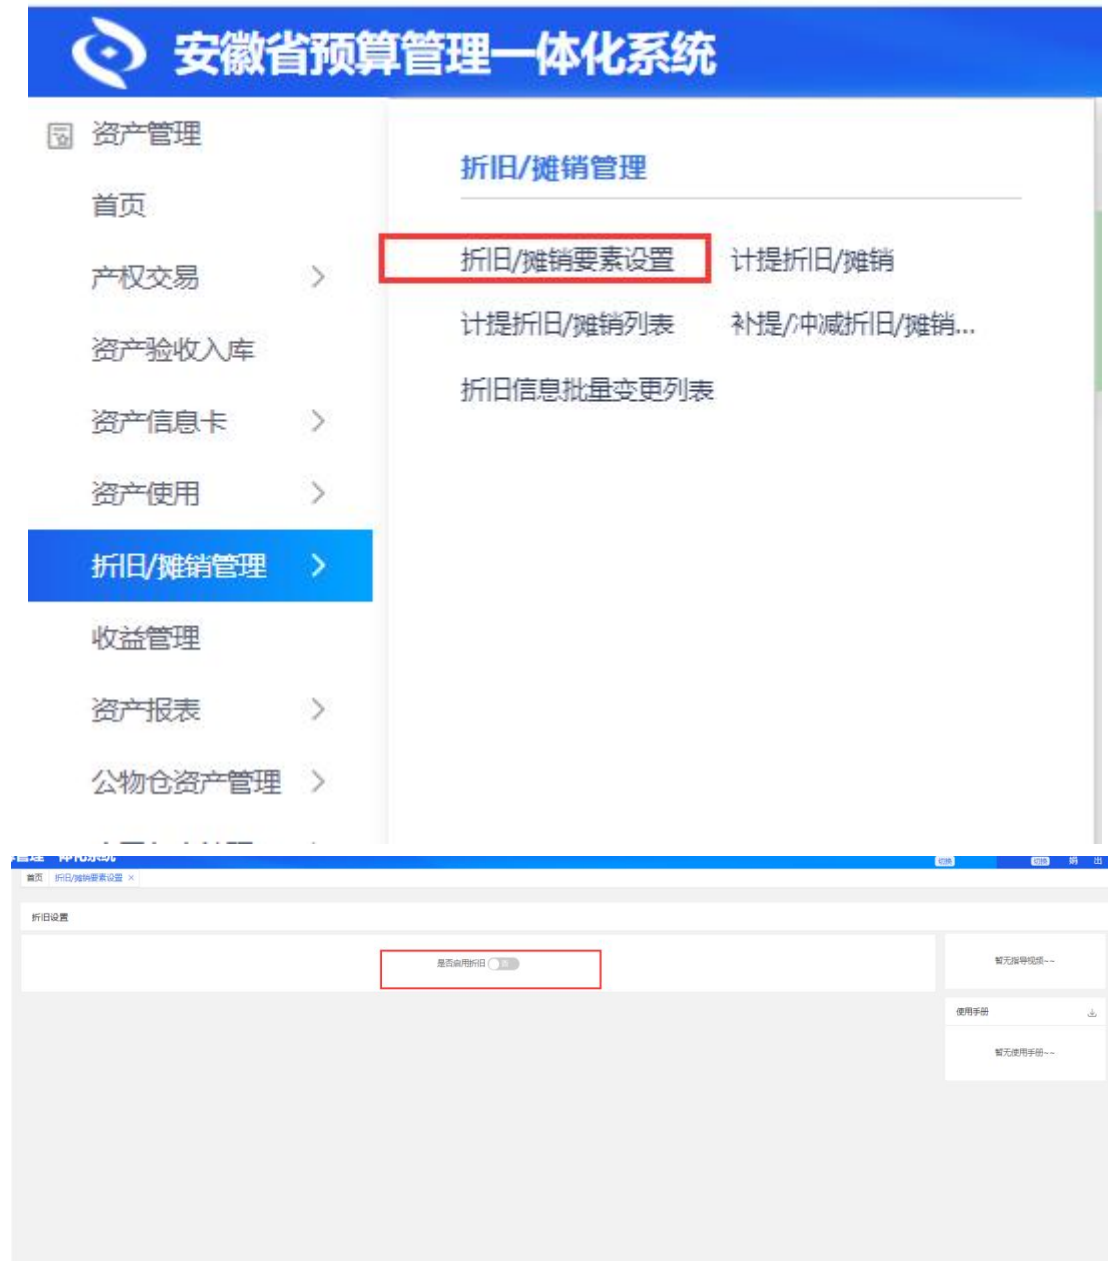 安徽省预算管理一体化系统
资产管理
首页
产权交易
资产验收入库
资产信息卡
资产使用
折旧/摊销管理
收益管理
资产报表
公物仓资产管理
折旧/摊销管理
折旧/摊销要素设置 计提折旧/摊销
计提折旧/摊销列表 补提/冲减折旧/摊销...
折旧信息批量变更列表
切换 切换 娟 出
首页 折旧/摊销要素设置 ×
折旧设置
是否启用折旧 否
暂无指导视频~~
使用手册
暂无使用手册~~